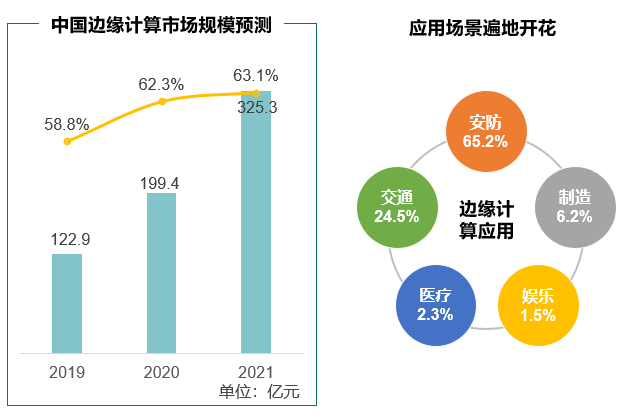 中国边缘计算市场规模预测
63.1%
62.3%
58.8%
325.3
199.4
122.9
2019
2020
2021
单位：亿元
应用场景遍地开花
安防
65.2%
交通
24.5%
制造
6.2%
边缘计
算应用
医疗
2.3%
娱乐
1.5%